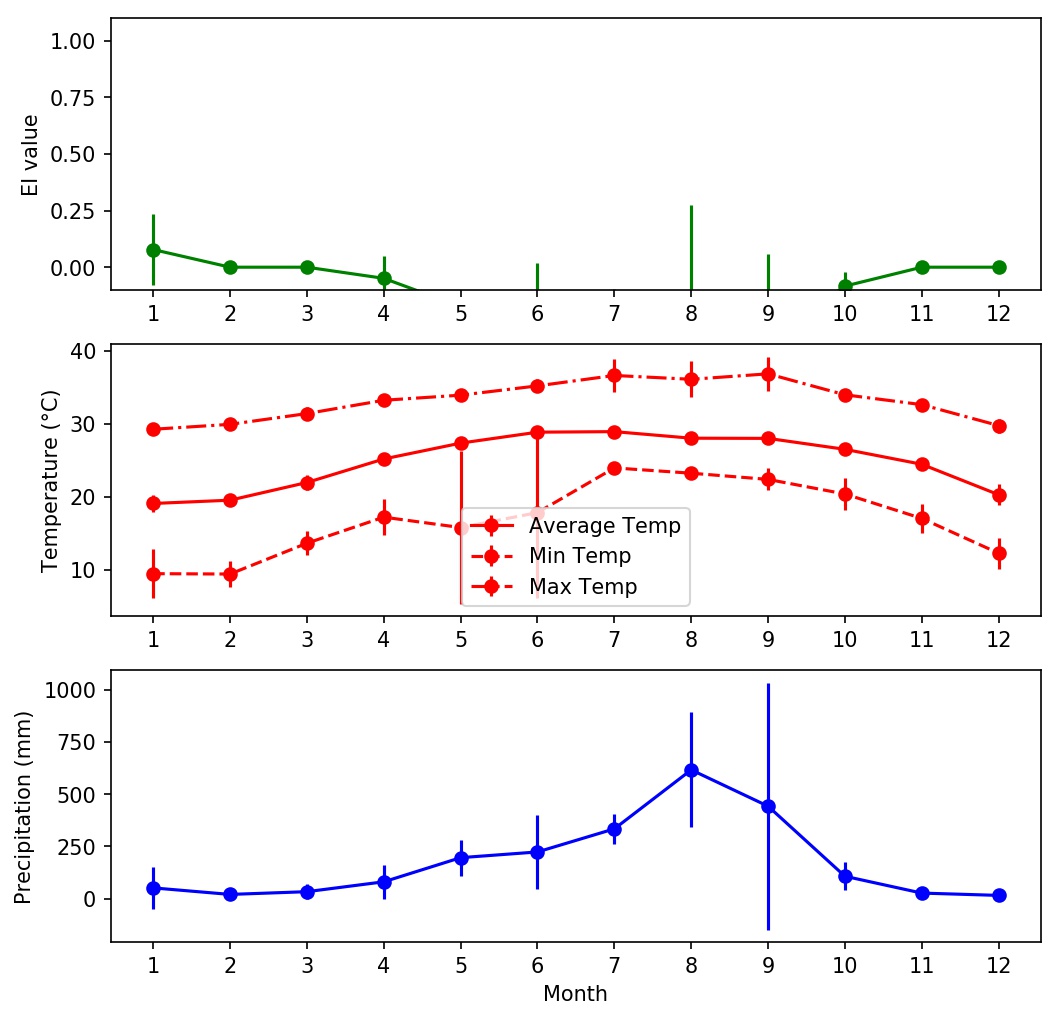 EI value
1.00
0.75
0.50
0.25
0.00
1 2 3 4 5 6 7 8 9 10 11 12
Temperature (°C)
40
30
20
10
Average Temp
Min Temp
Max Temp
1 2 3 4 5 6 7 8 9 10 11 12
Precipitation (mm)
1000
750
500
250
0
1 2 3 4 5 6 7 8 9 10 11 12
Month